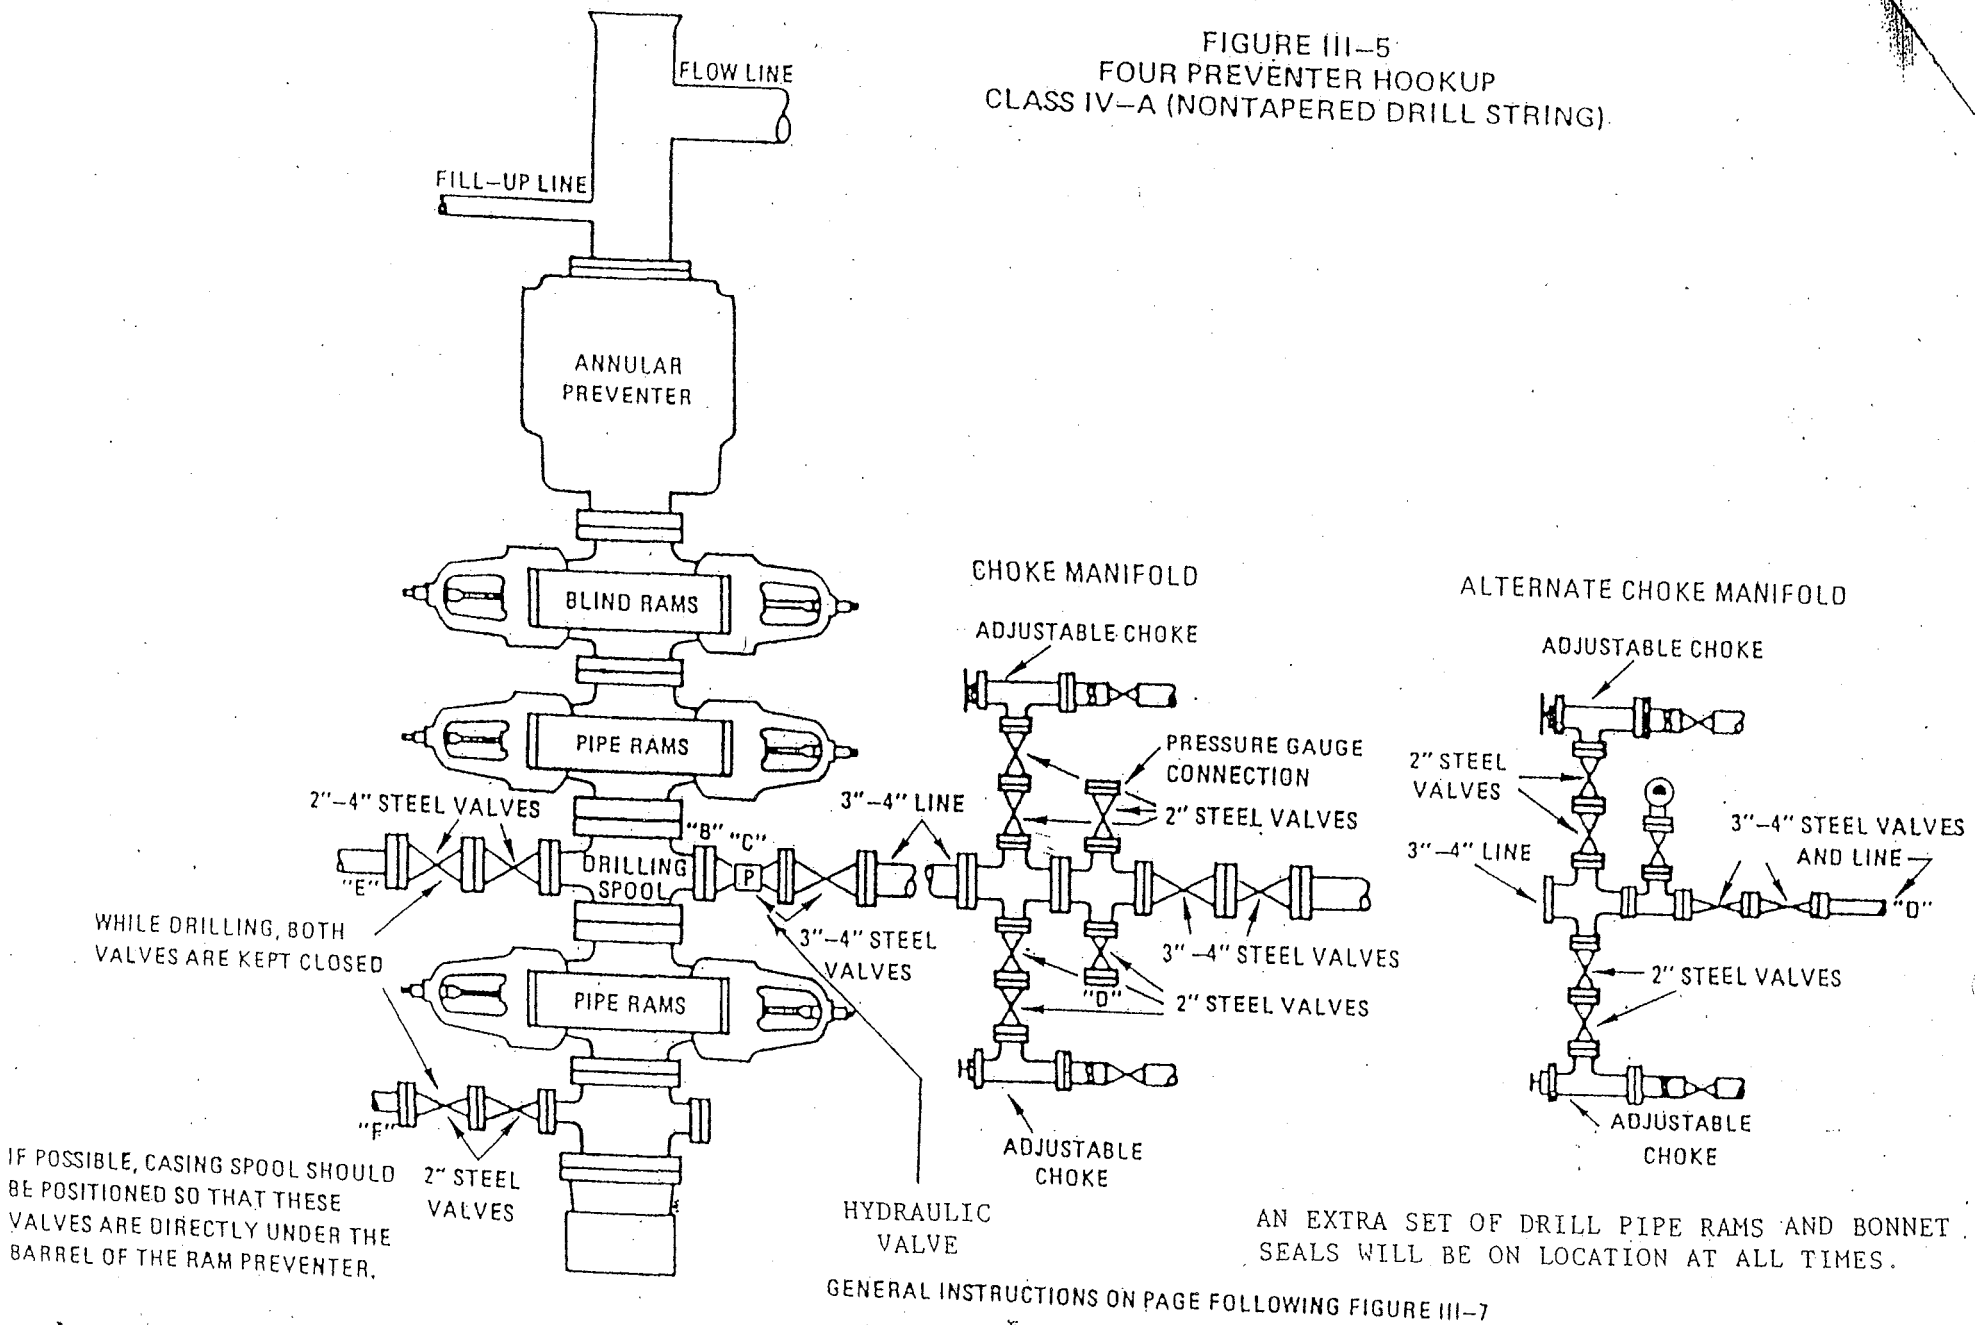 FIGURE III-5
FOUR PREVENTER HOOKUP
CLASS IV-A (NONTAPERED DRILL STRING)
FLOW LINE
FILL-UP LINE
ANNULAR
PREVENTER
BLIND RAMS
PIPE RAMS
2"-4" STEEL VALVES
"E"
DRILLING
SPOOL
"B" "C"
P
3"-4" LINE
3"-4" STEEL
VALVES
WHILE DRILLING, BOTH
VALVES ARE KEPT CLOSED
PIPE RAMS
"F"
2" STEEL
VALVES
IF POSSIBLE, CASING SPOOL SHOULD
BE POSITIONED SO THAT THESE
VALVES ARE DIRECTLY UNDER THE
BARREL OF THE RAM PREVENTER.
HYDRAULIC
VALVE
CHOKE MANIFOLD
ADJUSTABLE CHOKE
PRESSURE GAUGE
CONNECTION
2" STEEL VALVES
3"-4" STEEL VALVES
"D"
2" STEEL VALVES
ADJUSTABLE
CHOKE
ALTERNATE CHOKE MANIFOLD
ADJUSTABLE CHOKE
2" STEEL
VALVES
3"-4" LINE
3"-4" STEEL VALVES
AND LINE
"D"
2" STEEL VALVES
ADJUSTABLE
CHOKE
AN EXTRA SET OF DRILL PIPE RAMS AND BONNET
SEALS WILL BE ON LOCATION AT ALL TIMES.
GENERAL INSTRUCTIONS ON PAGE FOLLOWING FIGURE III-7